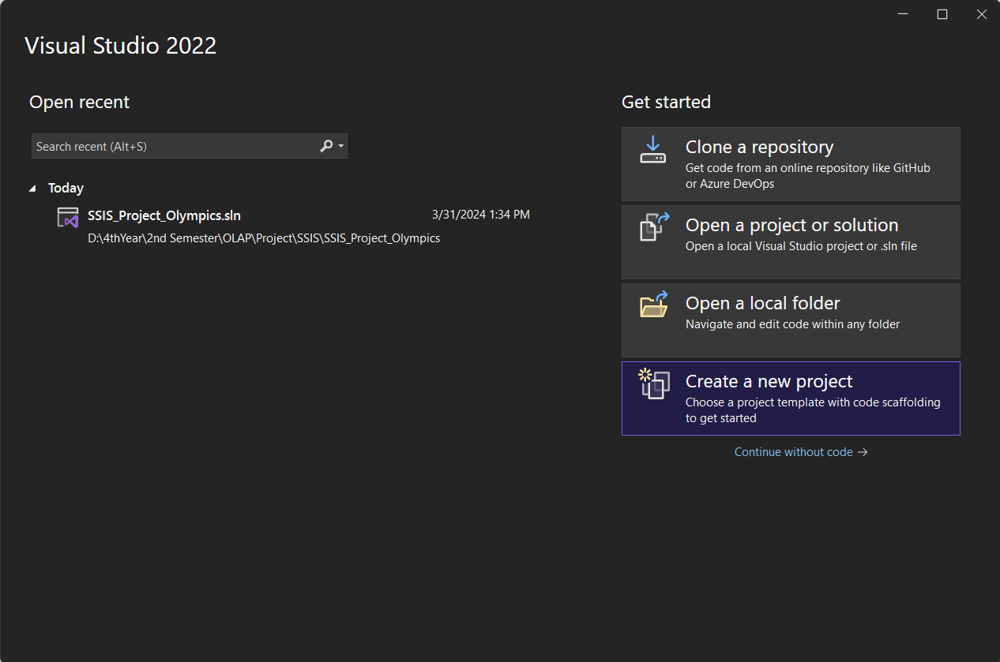 Visual Studio 2022
Open recent
Search recent (Alt+S)
Today
SSIS_Project_Olympics.sln
3/31/2024 1:34 PM
D:\4thYear\2nd Semester\OLAP\Project\SSIS\SSIS_Project_Olympics
Get started
Clone a repository
Get code from an online repository like GitHub
or Azure DevOps
Open a project or solution
Open a local Visual Studio project or .sln file
Open a local folder
Navigate and edit code within any folder
Create a new project
Choose a project template with code scaffolding
to get started
Continue without code →